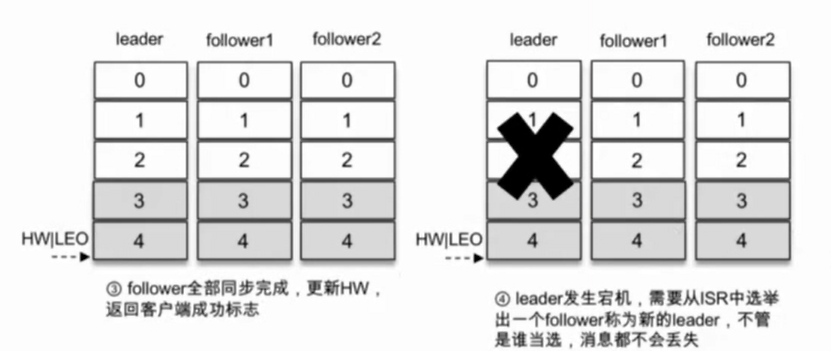 leader follower1 follower2
0 0 0
1 1 1
2 2 2
3 3 3
HW|LEO 4 4 4
③ follower全部同步完成，更新HW，
返回客户端成功标志
leader follower1 follower2
0 0 0
1 1 1
2 2
3 3 3
HW|LEO 4 4 4
④ leader发生宕机，需要从ISR中选举
出一个follower称为新的leader，不管
是谁当选，消息都不会丢失